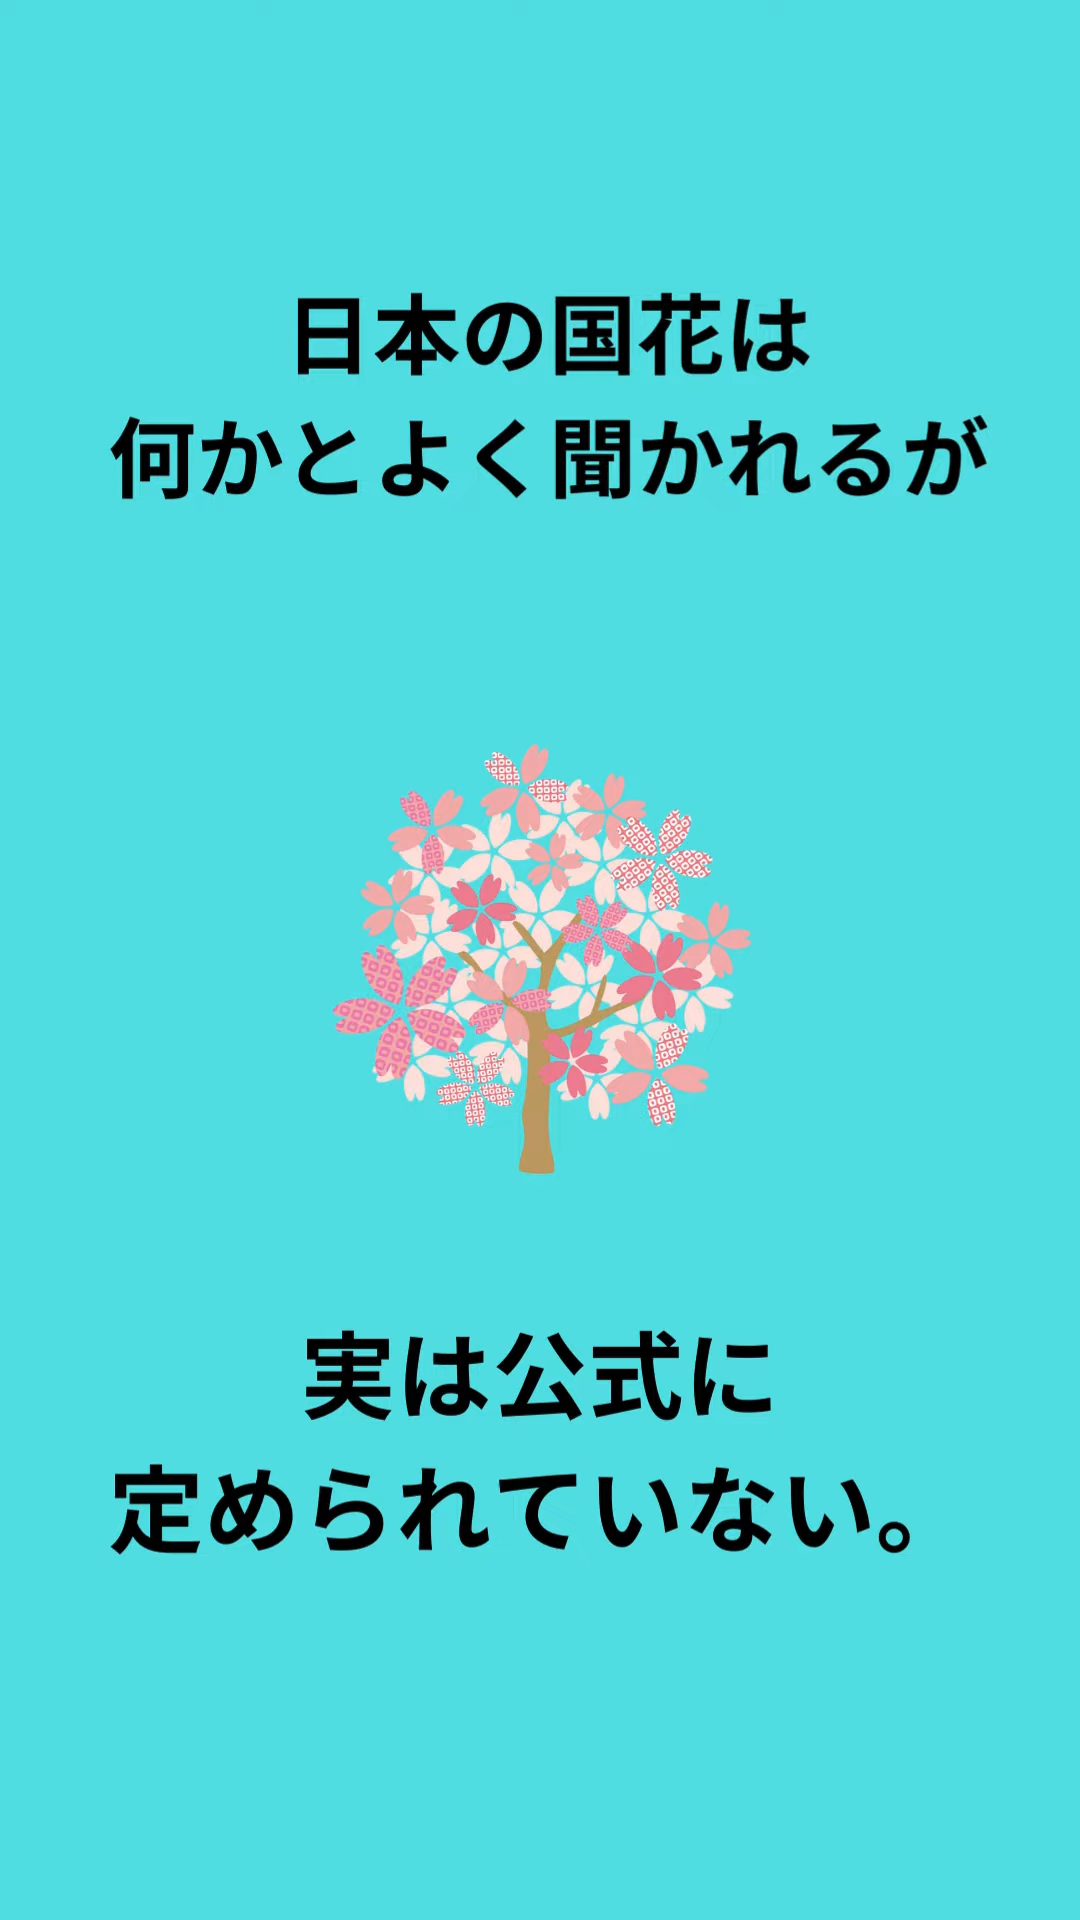 日本の国花は
何かとよく聞かれるが
実は公式に
定められていない。